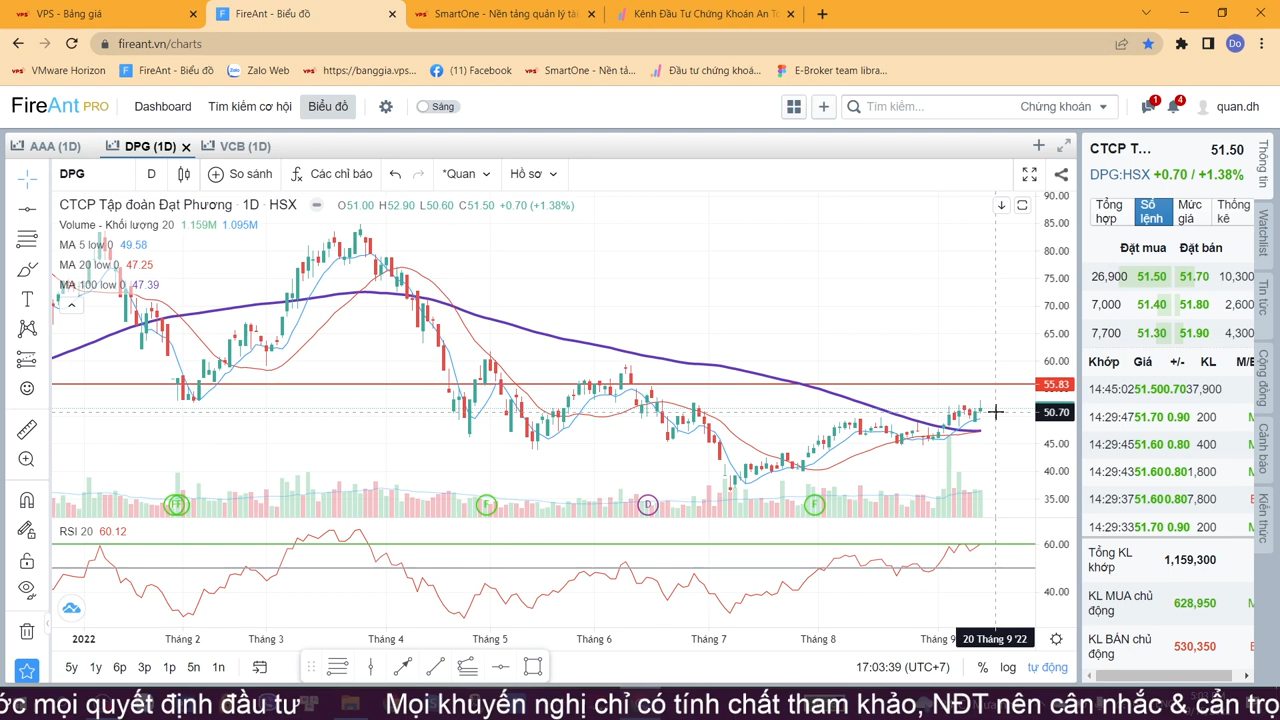 VPS - Bảng giá
FireAnt - Biểu đồ
SmartOne - Nền tảng quản lý tài
Kênh Đầu Tư Chứng Khoán An To
fireant.vn/charts
Do
VMware Horizon
FireAnt - Biểu đồ
Zalo Web
https://banggia.vps...
(11) Facebook
SmartOne - Nền tả...
Đầu tư chứng khoá...
E-Broker team libra...
FireAnt PRO
Dashboard
Tìm kiếm cơ hội
Biểu đồ
Sáng
Tìm kiếm...
Chứng khoán
1
4
quan.dh
AAA (1D)
DPG (1D)
VCB (1D)
DPG
D
So sánh
Các chỉ báo
*Quan
Hồ sơ
CTCP Tập đoàn Đạt Phương · 1D · HSX
O51.00 H52.90 L50.60 C51.50 +0.70 (+1.38%)
Volume - Khối lượng 20 1.159M 1.095M
MA 5 low 0 49.58
MA 20 low 0 47.25
MA 100 low 0 47.39
90.00
85.00
80.00
75.00
70.00
65.00
60.00
55.83
50.70
45.00
40.00
35.00
F
F
D
F
RSI 20 60.12
60.00
40.00
2022
Tháng 2
Tháng 3
Tháng 4
Tháng 5
Tháng 6
Tháng 7
Tháng 8
Tháng 9
20 Tháng 9 '22
5y
1y
6p
3p
1p
5n
1n
17:03:39 (UTC+7)
%
log
tự động
CTCP T...
51.50
DPG:HSX +0.70 / +1.38%
Tổng hợp
Sổ lệnh
Mức giá
Thống kê
Đặt mua Đặt bán
26,900 51.50 51.70 10,300
7,000 51.40 51.80 2,600
7,700 51.30 51.90 4,300
Khớp Giá +/- KL M/B
14:45:02 51.50 0.70 37,900
14:29:47 51.70 0.90 200
14:29:45 51.60 0.80 400
14:29:43 51.60 0.80 1,800
14:29:37 51.60 0.80 7,800
14:29:33 51.70 0.90 200
Tổng KL khớp 1,159,300
KL MUA chủ động 628,950
KL BÁN chủ động 530,350
Thông tin
Watchlist
Tin tức
Cộng đồng
Cảnh báo
Kiến thức
ớc mọi quyết định đầu tư
Mọi khuyến nghị chỉ có tính chất tham khảo, NĐT nên cân nhắc & cẩn trọ